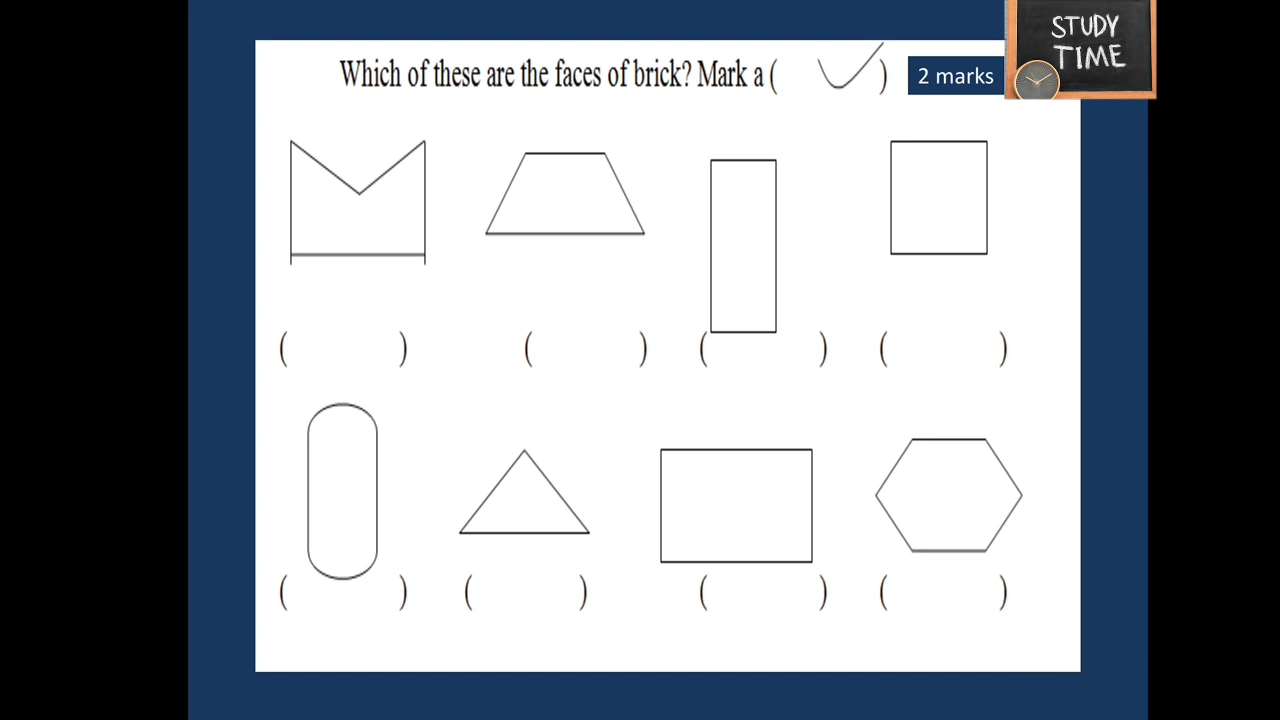 Which of these are the faces of brick? Mark a ( ✓ )
2 marks
STUDY
TIME
( ) ( ) ( ) ( )
( ) ( ) ( ) ( )